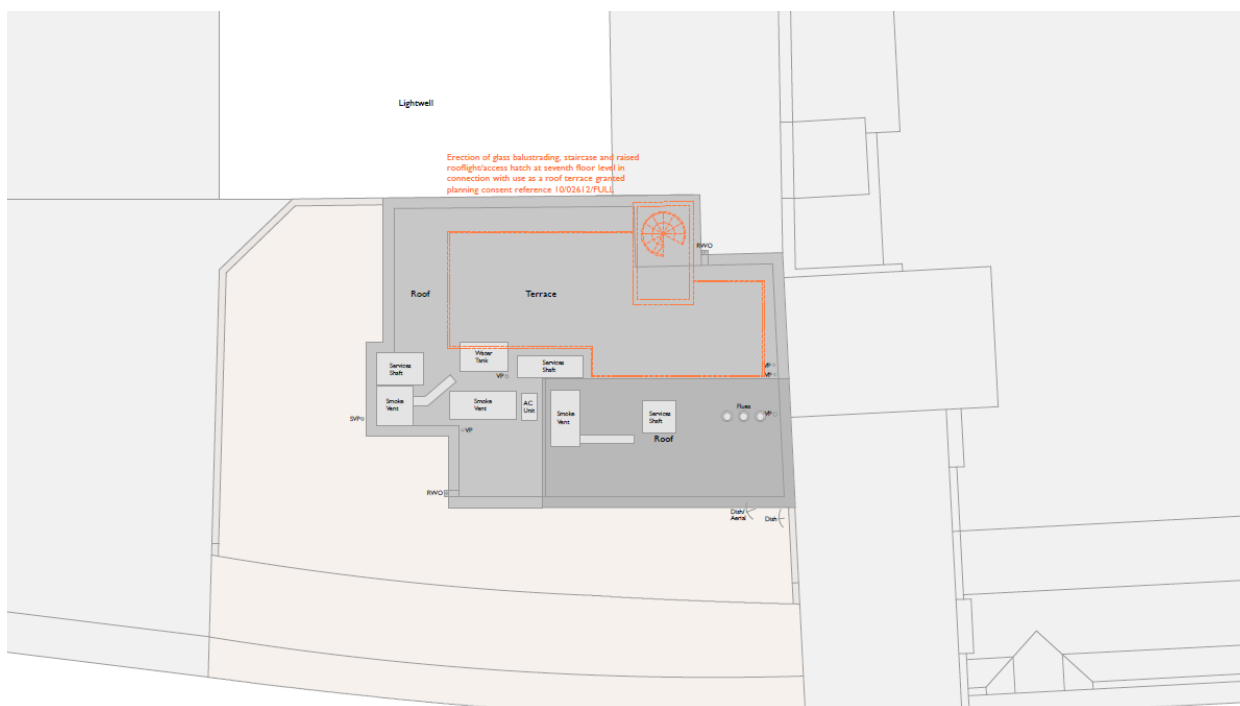 Lightwell
Erection of glass balustrading, staircase and raised
rooflight/access hatch at seventh floor level in
connection with use as a roof terrace granted
planning consent reference 10/02612/FULL
RWO
Roof
Terrace
Services
Shaft
Water
Tank
VP
Services
Shaft
VP
VP
Smoke
Vent
Smoke
Vent
AC
Unit
Smoke
Vent
Services
Shaft
Flues
VP
SVP
VP
Roof
RWO
Dish/
Aerial
Dish